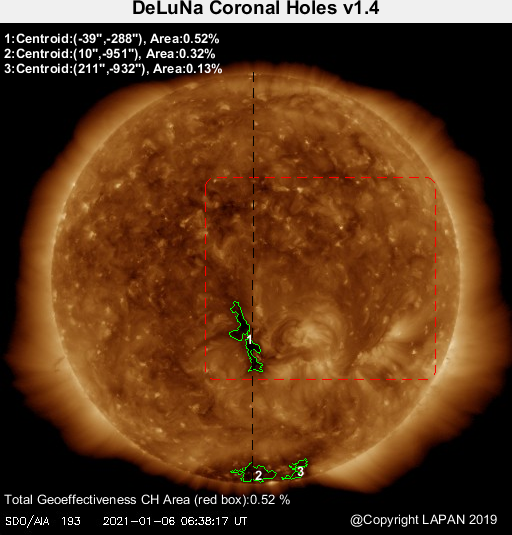 DeLuNa Coronal Holes v1.4
1:Centroid:(-39",-288"), Area:0.52%
2:Centroid:(10",-951"), Area:0.32%
3:Centroid:(211",-932"), Area:0.13%
1
2
3
Total Geoeffectiveness CH Area (red box):0.52 %
SDO/AIA 193 2021-01-06 06:38:17 UT
@Copyright LAPAN 2019